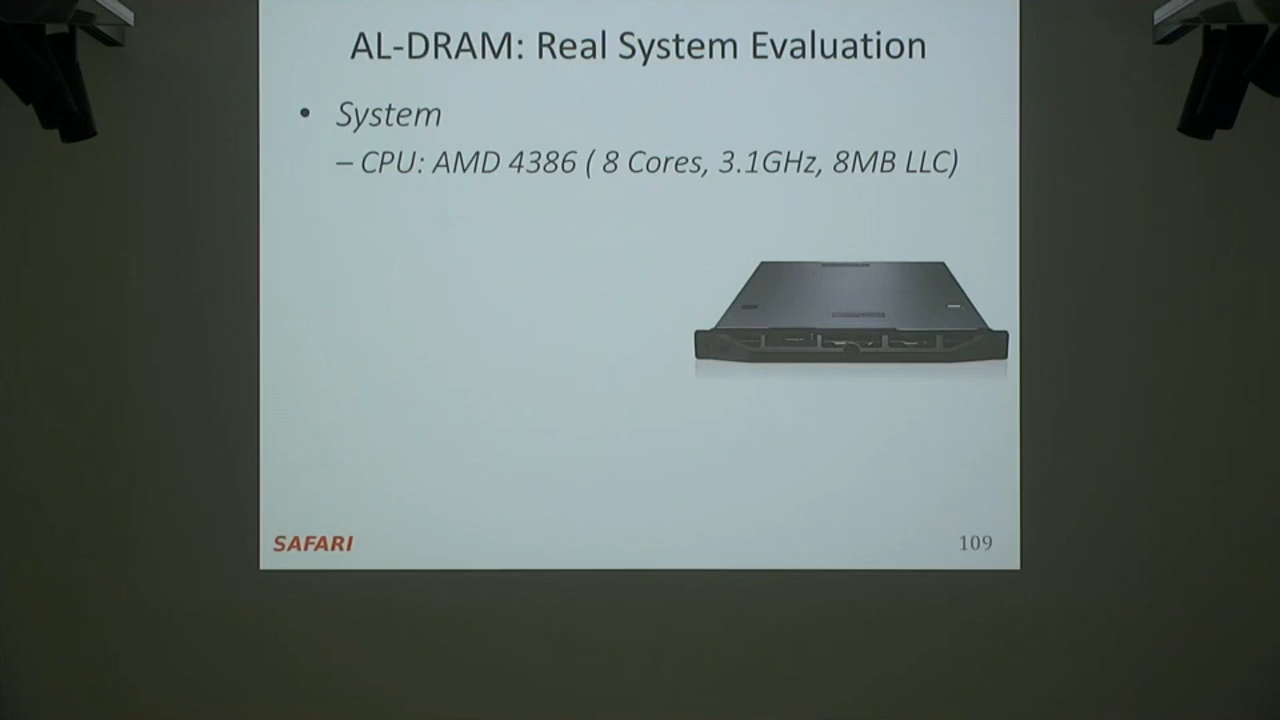 AL-DRAM: Real System Evaluation
• System
– CPU: AMD 4386 ( 8 Cores, 3.1GHz, 8MB LLC)
SAFARI
109